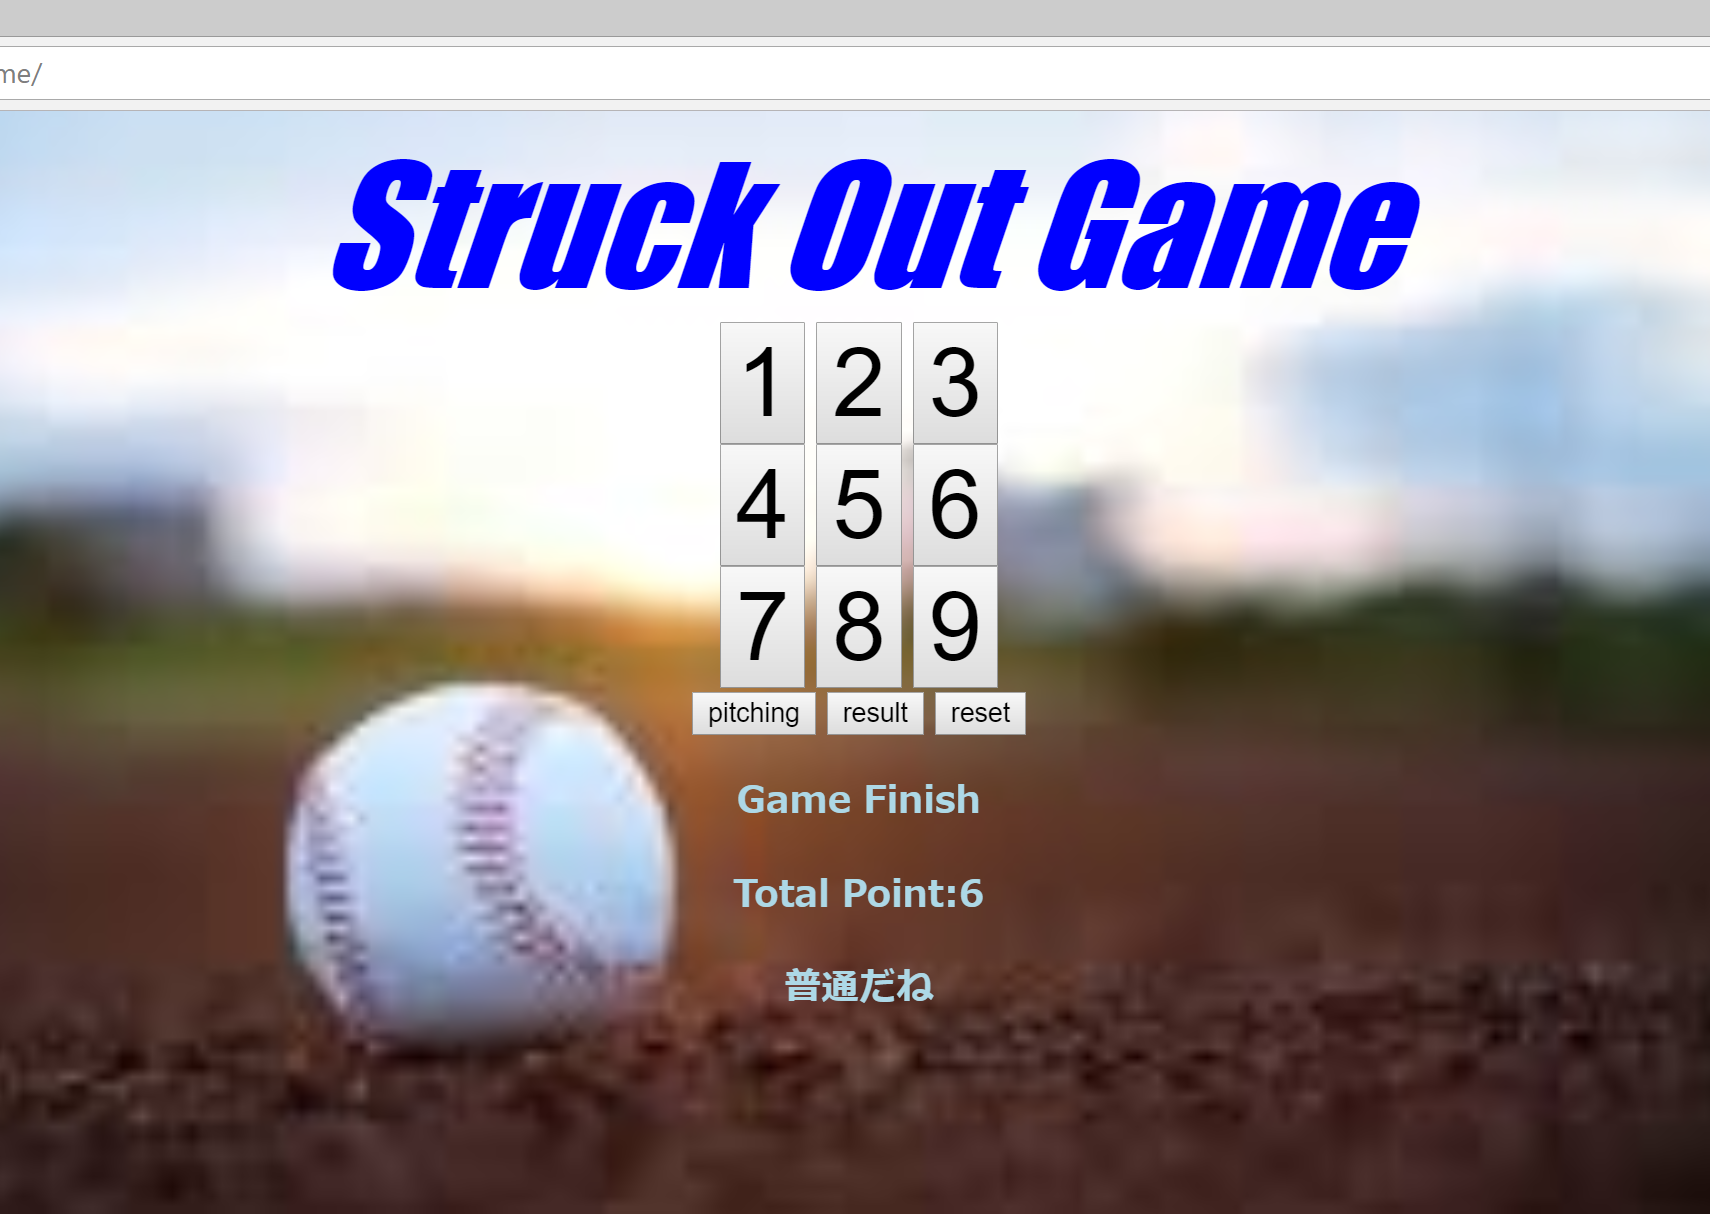 me/
Struck Out Game
1 2 3
4 5 6
7 8 9
pitching result reset
Game Finish
Total Point:6
普通だね